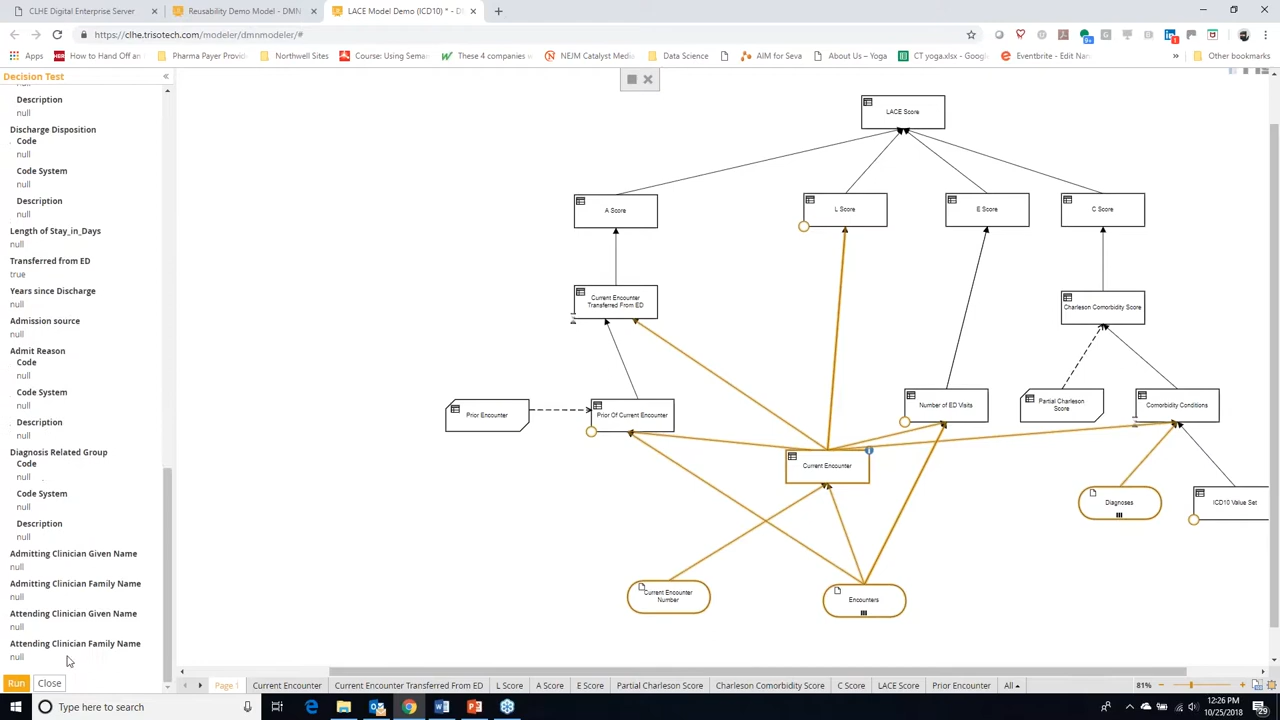 CLHE Digital Enterprise Server
Reusability Demo Model - DMN
LACE Model Demo (ICD10) * - DM
https://clhe.trisotech.com/modeler/dmnmodeler/#
Apps
How to Hand Off an
Pharma Payer Provid
Northwell Sites
Course: Using Seman
These 4 companies a
NEJM Catalyst Media
Data Science
AIM for Seva
About Us – Yoga
CT yoga.xlsx - Google
Eventbrite - Edit Nam
Other bookmarks
Decision Test
Description
null
Discharge Disposition
Code
null
Code System
null
Description
null
Length of Stay_in_Days
null
Transferred from ED
true
Years since Discharge
null
Admission source
null
Admit Reason
Code
null
Code System
null
Description
null
Diagnosis Related Group
Code
null
Code System
null
Description
null
Admitting Clinician Given Name
null
Admitting Clinician Family Name
null
Attending Clinician Given Name
null
Attending Clinician Family Name
null
Run
Close
LACE Score
A Score
L Score
E Score
C Score
Current Encounter
Transferred From ED
Charleson Comorbidity Score
Prior Encounter
Prior Of Current Encounter
Number of ED Visits
Partial Charleson
Score
Comorbidity Conditions
Current Encounter
Diagnoses
ICD10 Value Set
Current Encounter
Number
Encounters
Page 1
Current Encounter
Current Encounter Transferred From ED
L Score
A Score
E Score
Partial Charleson Score
Charleson Comorbidity Score
C Score
LACE Score
Prior Encounter
All
81%
Type here to search
12:26 PM
10/25/2018
29